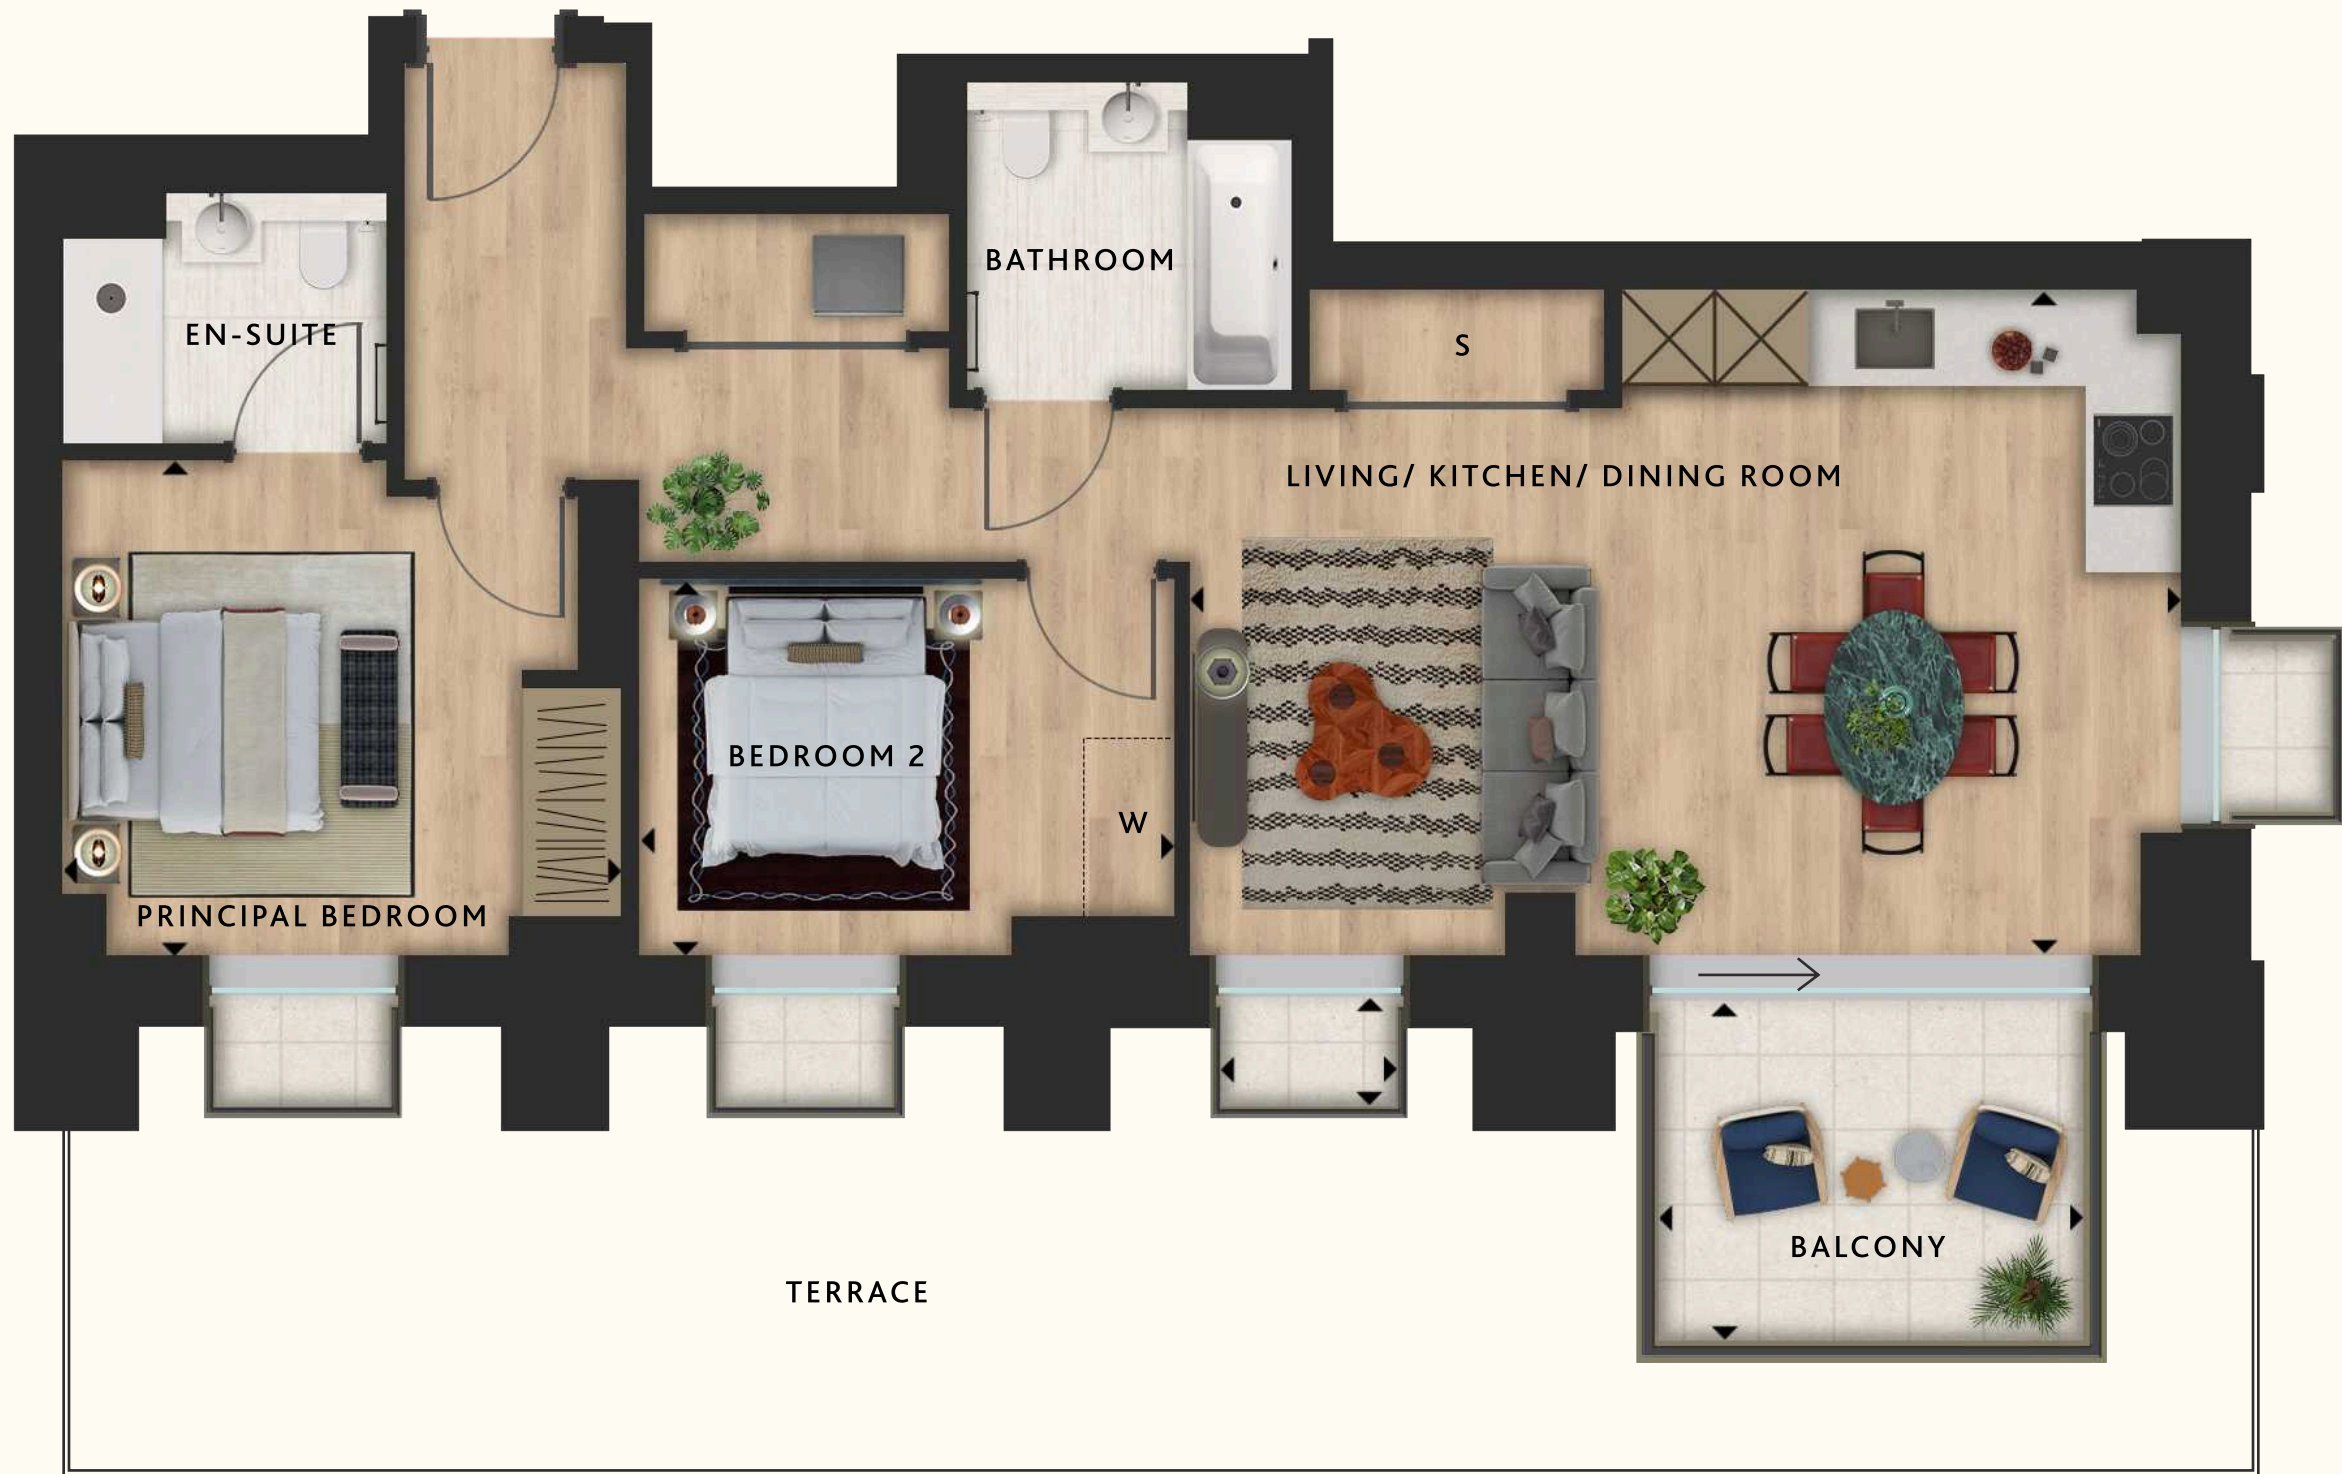 BATHROOM
EN-SUITE
S
LIVING/ KITCHEN/ DINING ROOM
BEDROOM 2
W
PRINCIPAL BEDROOM
BALCONY
TERRACE